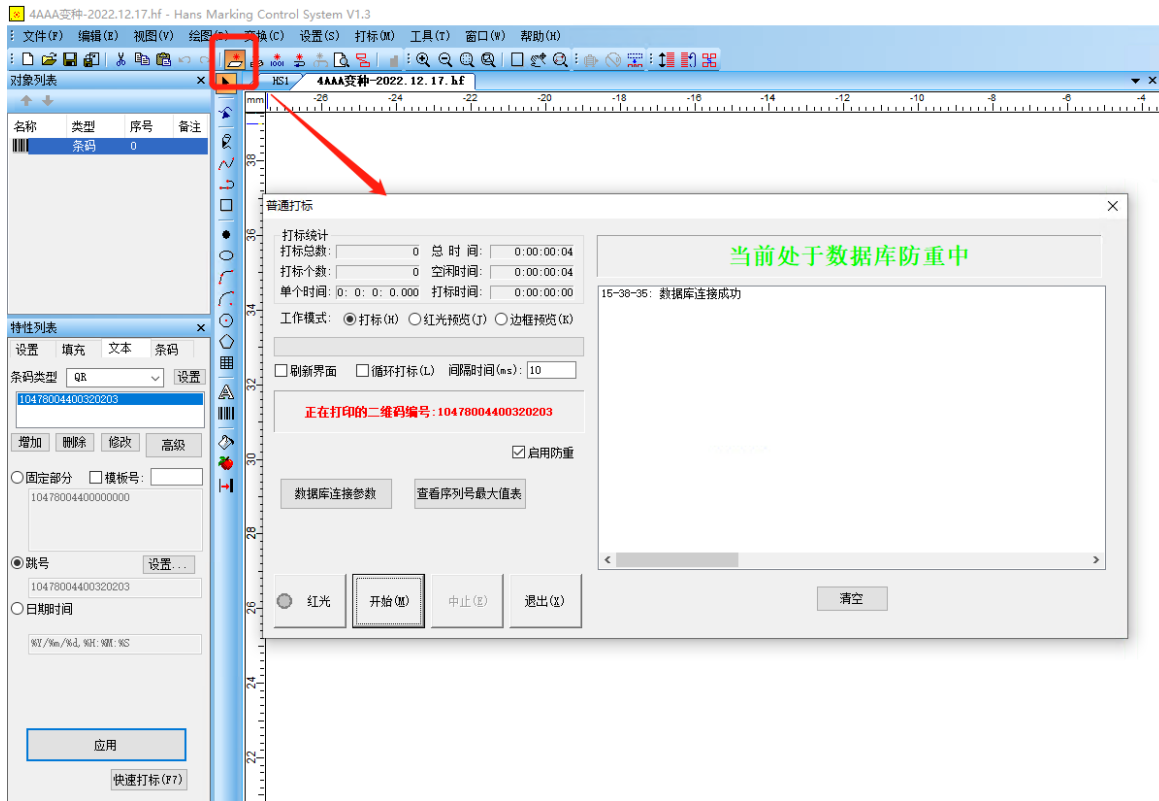 4AAA变种-2022.12.17.hf - Hans Marking Control System V1.3
文件(F) 编辑(E) 视图(V) 绘图(D) 变换(C) 设置(S) 打标(M) 工具(T) 窗口(W) 帮助(H)
对象列表
HS1 4AAA变种-2022.12.17.hf
mm -26 -24 -22 -20 -18 -16 -14 -12 -10 -8 -6 -4
名称 类型 序号 备注
条码 0
38
36
34
32
30
28
26
24
22
特性列表
设置 填充 文本 条码
条码类型 QR 设置
10478004400320203
增加 删除 修改 高级
固定部分 模板号:
10478004400000000
跳号 设置...
10478004400320203
日期时间
%Y/%m/%d,%H:%M:%S
应用
快速打标(F7)
普通打标
打标统计
打标总数: 0 总 时 间: 0:00:00:04
打标个数: 0 空闲时间: 0:00:00:04
单个时间: 0: 0: 0: 0.000 打标时间: 0:00:00:00
工作模式: 打标(H) 红光预览(J) 边框预览(K)
刷新界面 循环打标(L) 间隔时间(ms): 10
正在打印的二维码编号:10478004400320203
启用防重
数据库连接参数 查看序列号最大值表
红光 开始(M) 中止(E) 退出(X)
当前处于数据库防重中
15-38-35: 数据库连接成功
清空